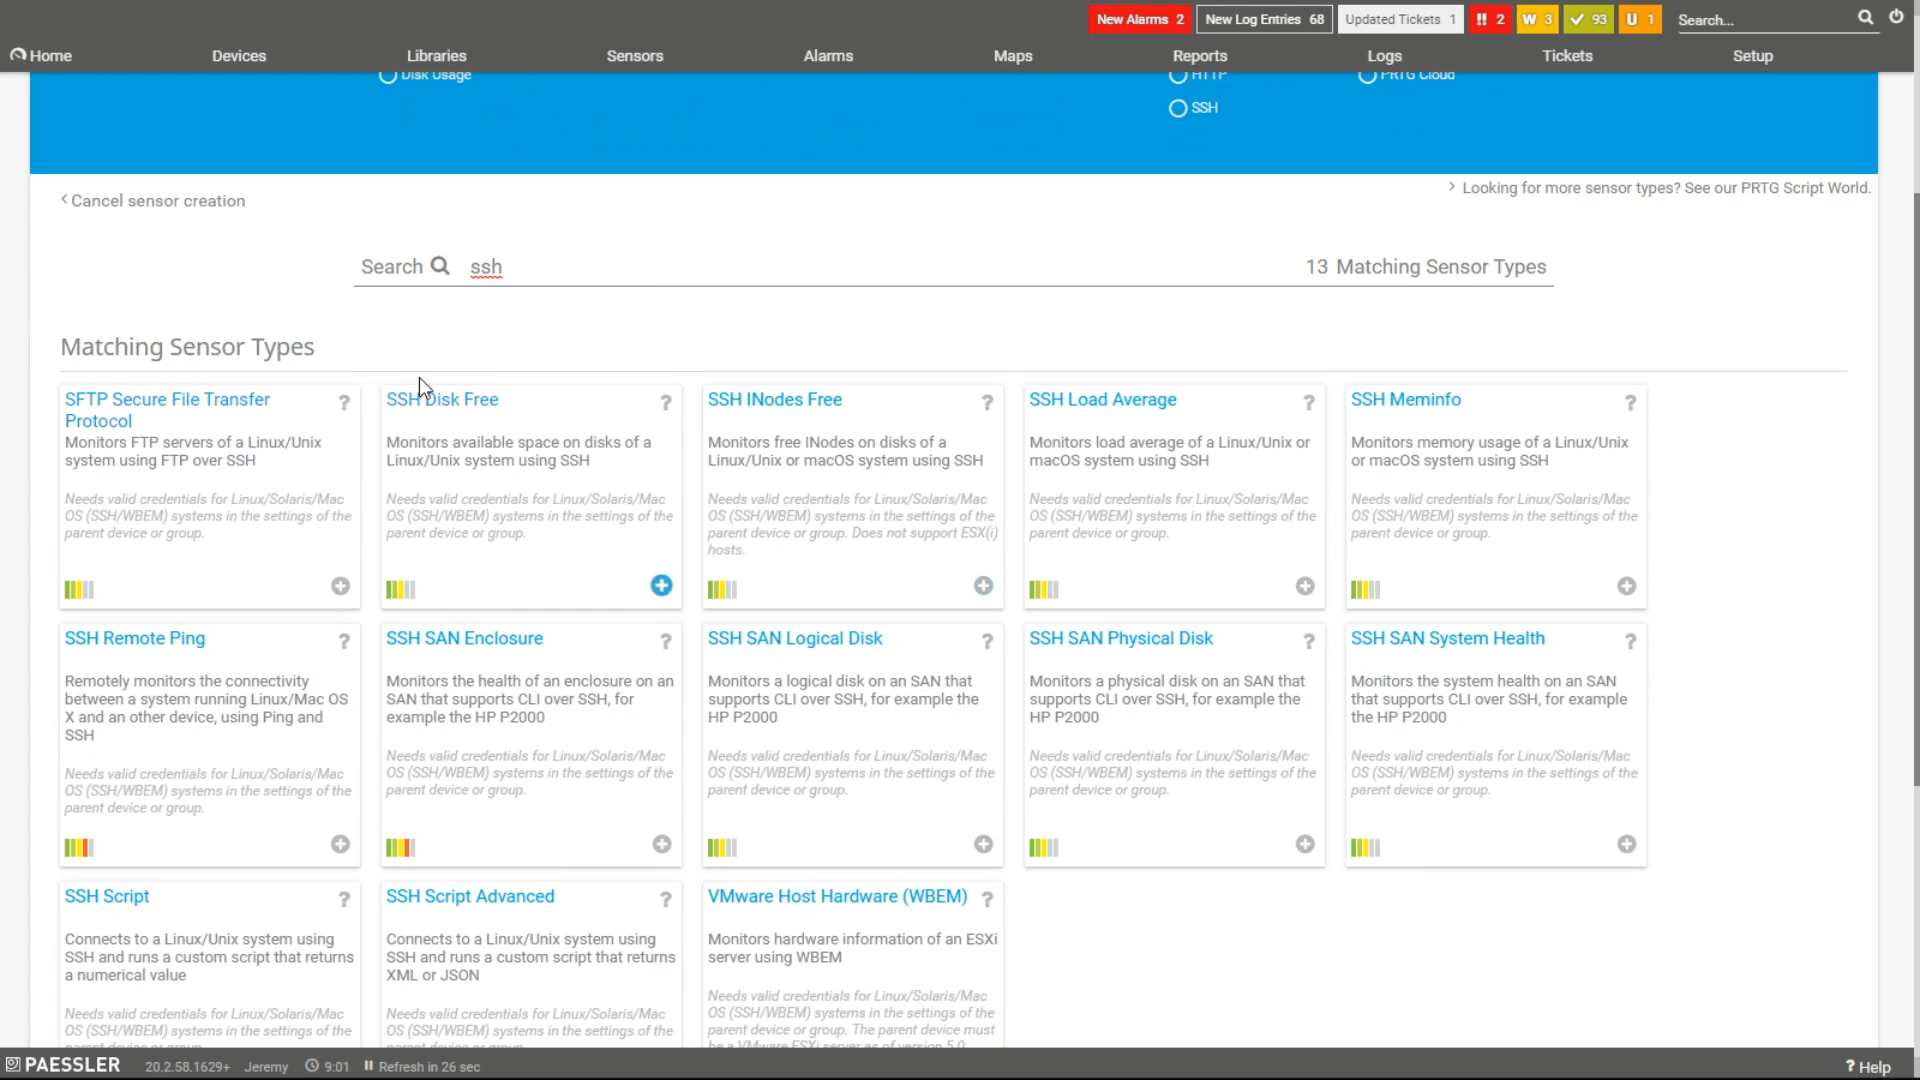 New Alarms 2 New Log Entries 68 Updated Tickets 1 !! 2 W 3 93 U 1 Search...
Home Devices Libraries Sensors Alarms Maps Reports Logs Tickets Setup
Disk Usage HTTP PRTG Cloud
SSH
Cancel sensor creation
Looking for more sensor types? See our PRTG Script World.
Search ssh 13 Matching Sensor Types
Matching Sensor Types
SFTP Secure File Transfer
Protocol
?
Monitors FTP servers of a Linux/Unix
system using FTP over SSH
Needs valid credentials for Linux/Solaris/Mac
OS (SSH/WBEM) systems in the settings of the
parent device or group.
SSH Disk Free ?
Monitors available space on disks of a
Linux/Unix system using SSH
Needs valid credentials for Linux/Solaris/Mac
OS (SSH/WBEM) systems in the settings of the
parent device or group.
SSH INodes Free ?
Monitors free INodes on disks of a
Linux/Unix or macOS system using SSH
Needs valid credentials for Linux/Solaris/Mac
OS (SSH/WBEM) systems in the settings of the
parent device or group. Does not support ESX(i)
hosts.
SSH Load Average ?
Monitors load average of a Linux/Unix or
macOS system using SSH
Needs valid credentials for Linux/Solaris/Mac
OS (SSH/WBEM) systems in the settings of the
parent device or group.
SSH Meminfo ?
Monitors memory usage of a Linux/Unix
or macOS system using SSH
Needs valid credentials for Linux/Solaris/Mac
OS (SSH/WBEM) systems in the settings of the
parent device or group.
SSH Remote Ping ?
Remotely monitors the connectivity
between a system running Linux/Mac OS
X and an other device, using Ping and
SSH
Needs valid credentials for Linux/Solaris/Mac
OS (SSH/WBEM) systems in the settings of the
parent device or group.
SSH SAN Enclosure ?
Monitors the health of an enclosure on an
SAN that supports CLI over SSH, for
example the HP P2000
Needs valid credentials for Linux/Solaris/Mac
OS (SSH/WBEM) systems in the settings of the
parent device or group.
SSH SAN Logical Disk ?
Monitors a logical disk on an SAN that
supports CLI over SSH, for example the
HP P2000
Needs valid credentials for Linux/Solaris/Mac
OS (SSH/WBEM) systems in the settings of the
parent device or group.
SSH SAN Physical Disk ?
Monitors a physical disk on an SAN that
supports CLI over SSH, for example the
HP P2000
Needs valid credentials for Linux/Solaris/Mac
OS (SSH/WBEM) systems in the settings of the
parent device or group.
SSH SAN System Health ?
Monitors the system health on an SAN
that supports CLI over SSH, for example
the HP P2000
Needs valid credentials for Linux/Solaris/Mac
OS (SSH/WBEM) systems in the settings of the
parent device or group.
SSH Script ?
Connects to a Linux/Unix system using
SSH and runs a custom script that returns
a numerical value
Needs valid credentials for Linux/Solaris/Mac
OS (SSH/WBEM) systems in the settings of the
parent device or group.
SSH Script Advanced ?
Connects to a Linux/Unix system using
SSH and runs a custom script that returns
XML or JSON
Needs valid credentials for Linux/Solaris/Mac
OS (SSH/WBEM) systems in the settings of the
parent device or group.
VMware Host Hardware (WBEM) ?
Monitors hardware information of an ESXi
server using WBEM
Needs valid credentials for Linux/Solaris/Mac
OS (SSH/WBEM) systems in the settings of the
parent device or group. The parent device must
be a VMware ESXi server as of version 5.0
PAESSLER 20.2.58.1629+ Jeremy 9:01 Refresh in 26 sec ? Help